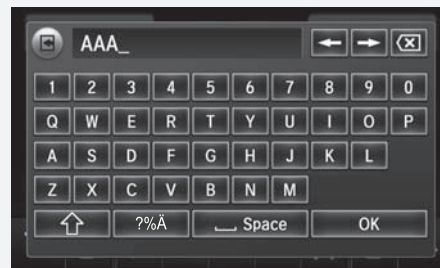 AAA_
1 2 3 4 5 6 7 8 9 0
Q W E R T Y U I O P
A S D F G H J K L
Z X C V B N M
?%Ä Space OK